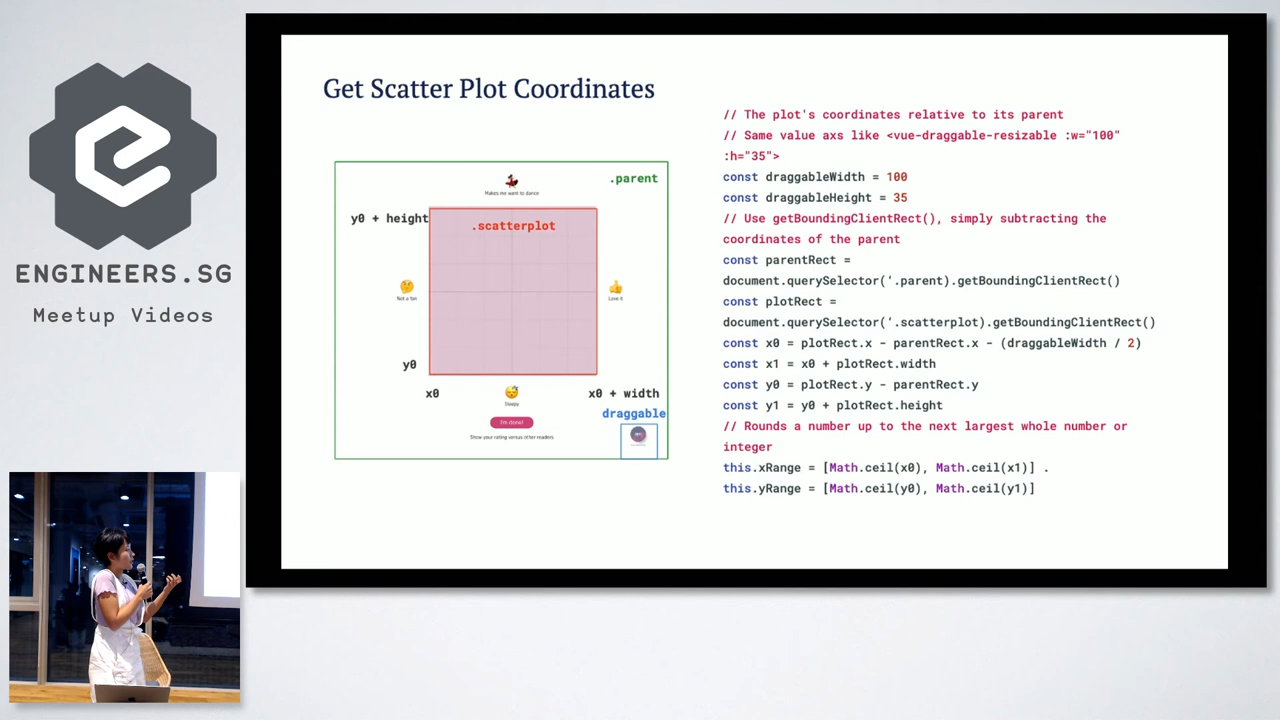 ENGINEERS.SG
Meetup Videos
Get Scatter Plot Coordinates
.parent
Makes me want to dance
y0 + height
.scatterplot
Not a fan
Love it
y0
x0
x0 + width
Sleepy
draggable
I'm done!
Show your rating versus other readers
// The plot's coordinates relative to its parent
// Same value axs like <vue-draggable-resizable :w="100"
:h="35">
const draggableWidth = 100
const draggableHeight = 35
// Use getBoundingClientRect(), simply subtracting the
coordinates of the parent
const parentRect =
document.querySelector('.parent).getBoundingClientRect()
const plotRect =
document.querySelector('.scatterplot).getBoundingClientRect()
const x0 = plotRect.x - parentRect.x - (draggableWidth / 2)
const x1 = x0 + plotRect.width
const y0 = plotRect.y - parentRect.y
const y1 = y0 + plotRect.height
// Rounds a number up to the next largest whole number or
integer
this.xRange = [Math.ceil(x0), Math.ceil(x1)] .
this.yRange = [Math.ceil(y0), Math.ceil(y1)]